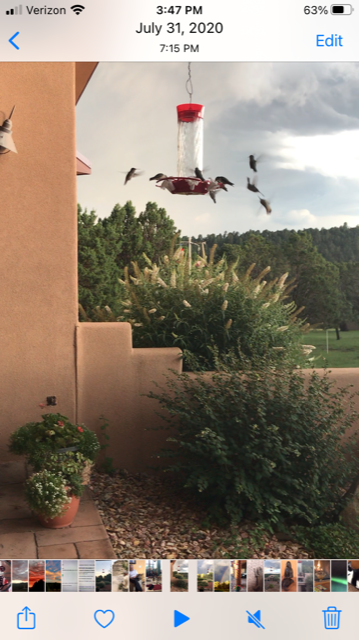 Verizon 3:47 PM 63%
July 31, 2020
7:15 PM
Edit